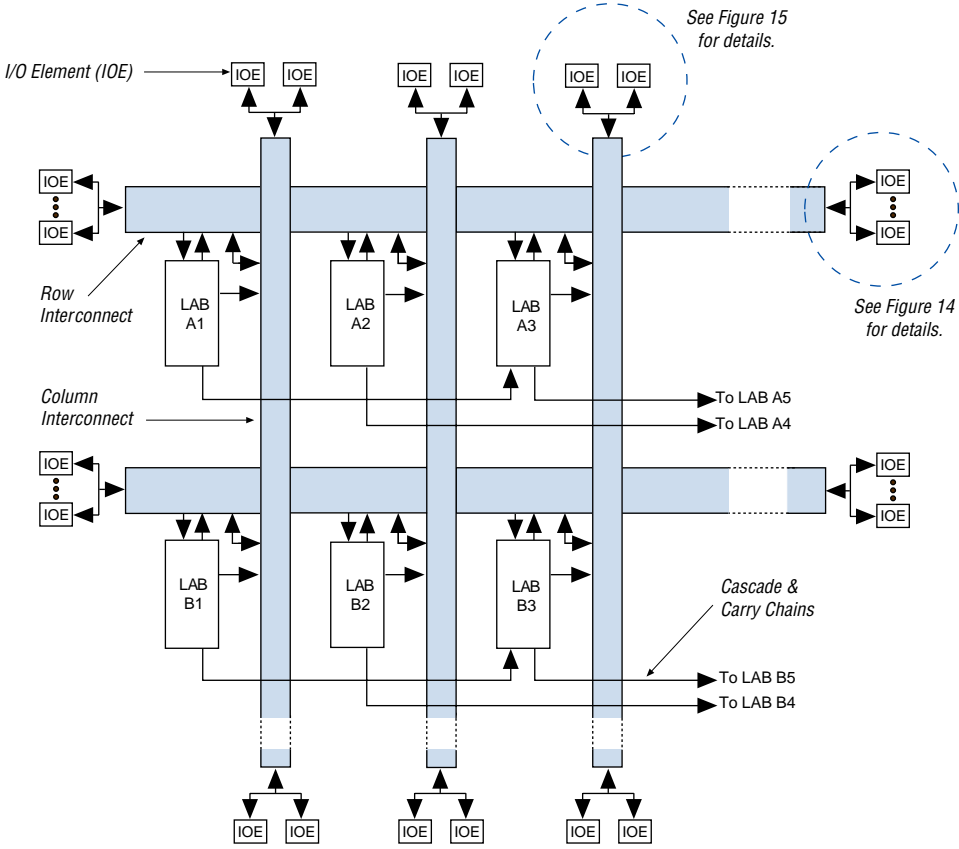 See Figure 15
for details.
I/O Element (IOE)
IOE
IOE
IOE
IOE
IOE
IOE
IOE
IOE
IOE
IOE
Row
Interconnect
LAB
A1
LAB
A2
LAB
A3
See Figure 14
for details.
Column
Interconnect
To LAB A5
To LAB A4
IOE
IOE
IOE
IOE
LAB
B1
LAB
B2
LAB
B3
Cascade &
Carry Chains
To LAB B5
To LAB B4
IOE
IOE
IOE
IOE
IOE
IOE